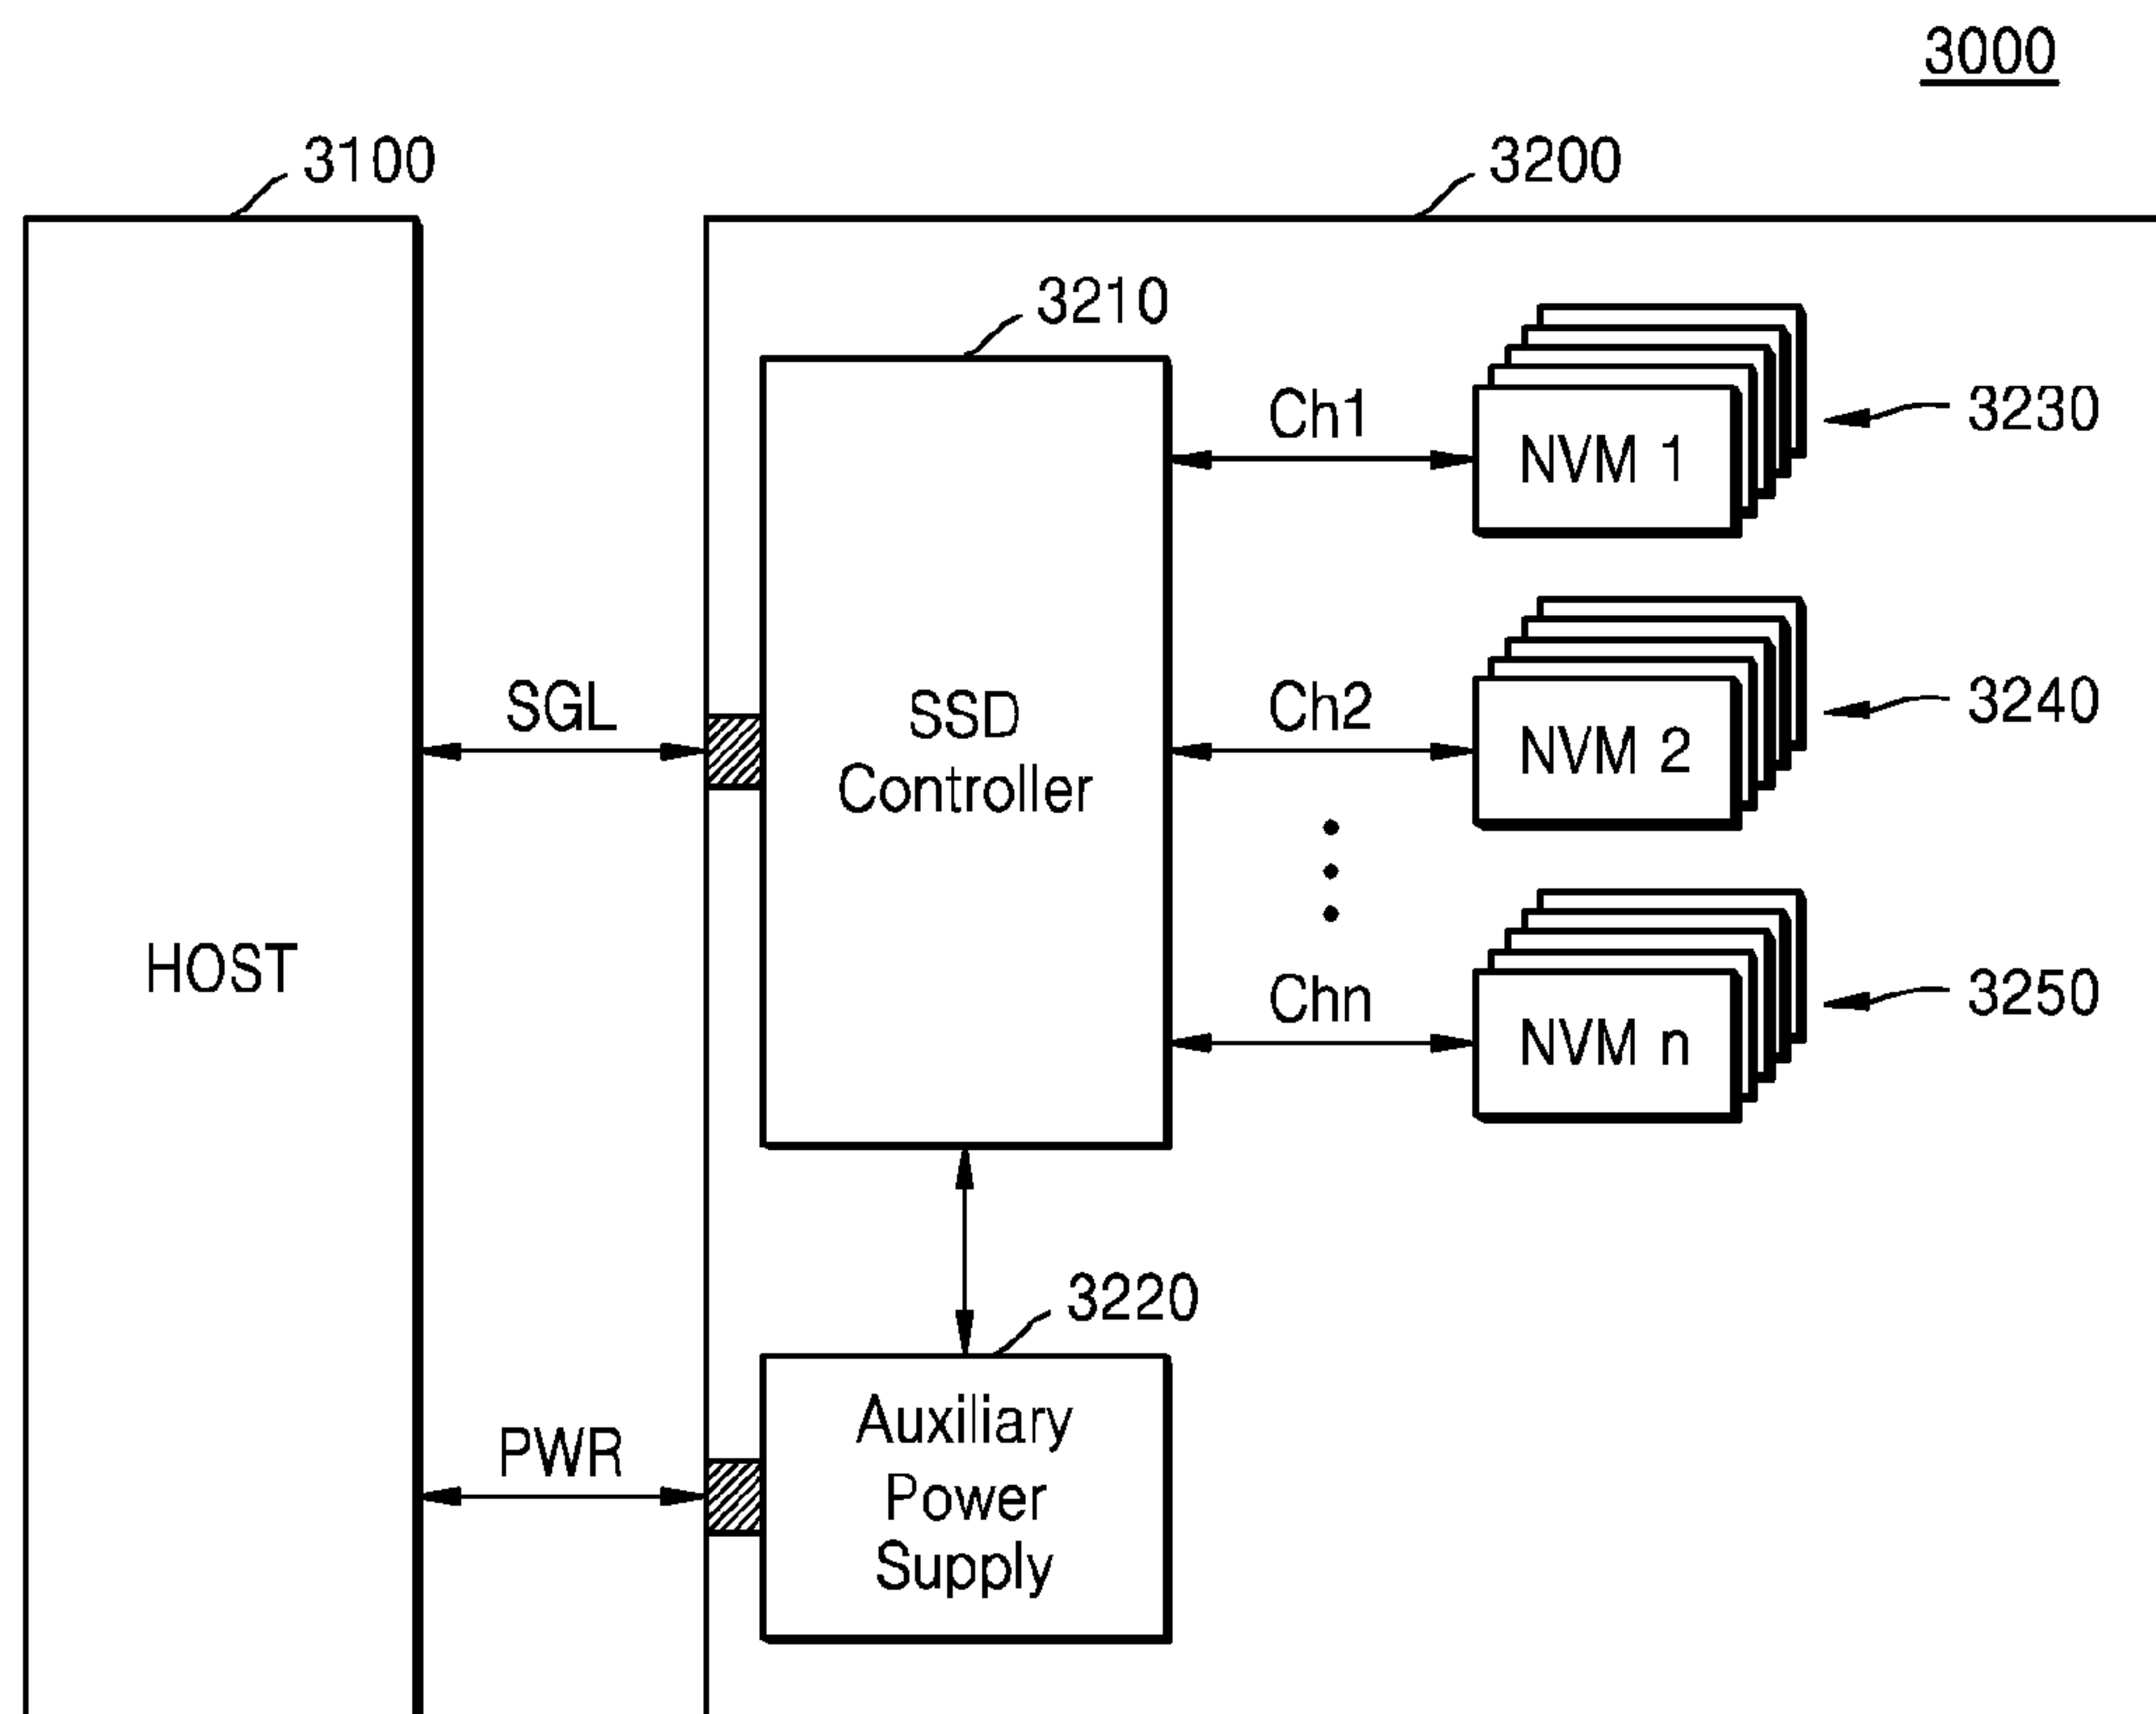 3000
3100
3200
3210
Ch1
NVM 1
3230
SGL
SSD
Controller
Ch2
NVM 2
3240
HOST
Chn
NVM n
3250
3220
PWR
Auxiliary
Power
Supply